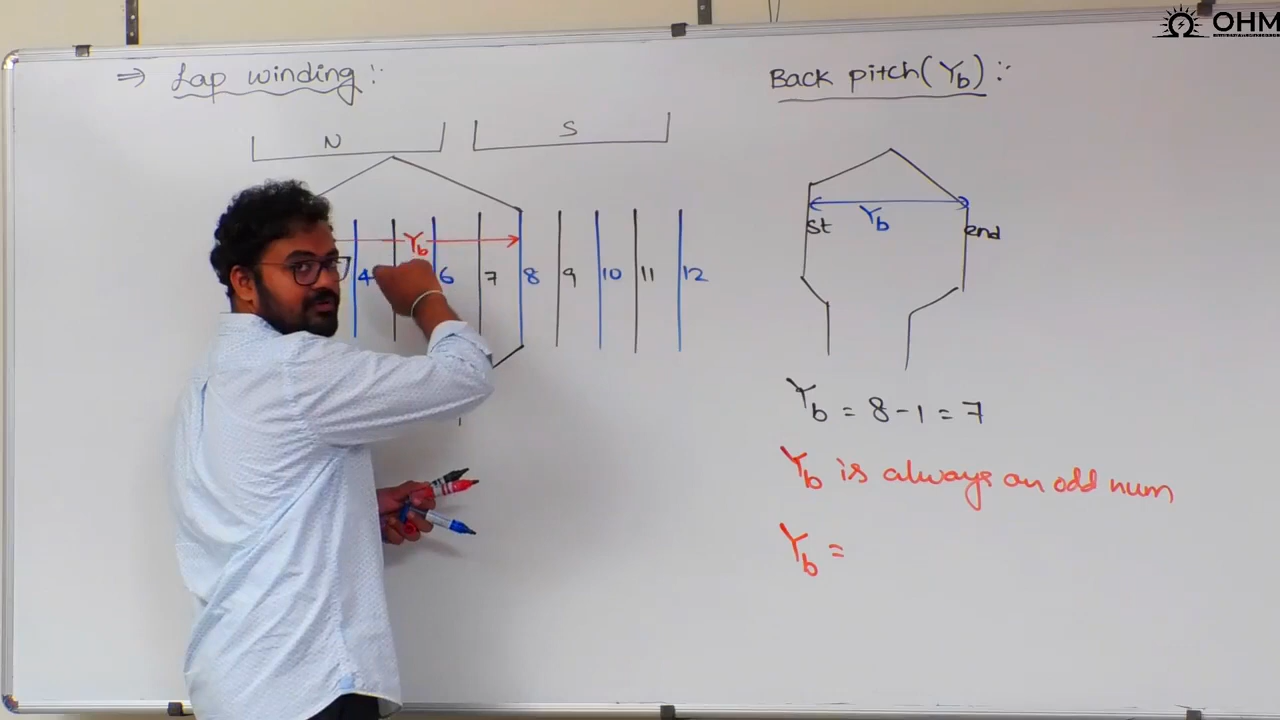 OHM
⇒ Lap winding :-
Back pitch (Yb) :-
N
S
Yb
4 6 7 8 9 10 11 12
Yb
st
end
Yb = 8 - 1 = 7
Yb is always an odd num
Yb =